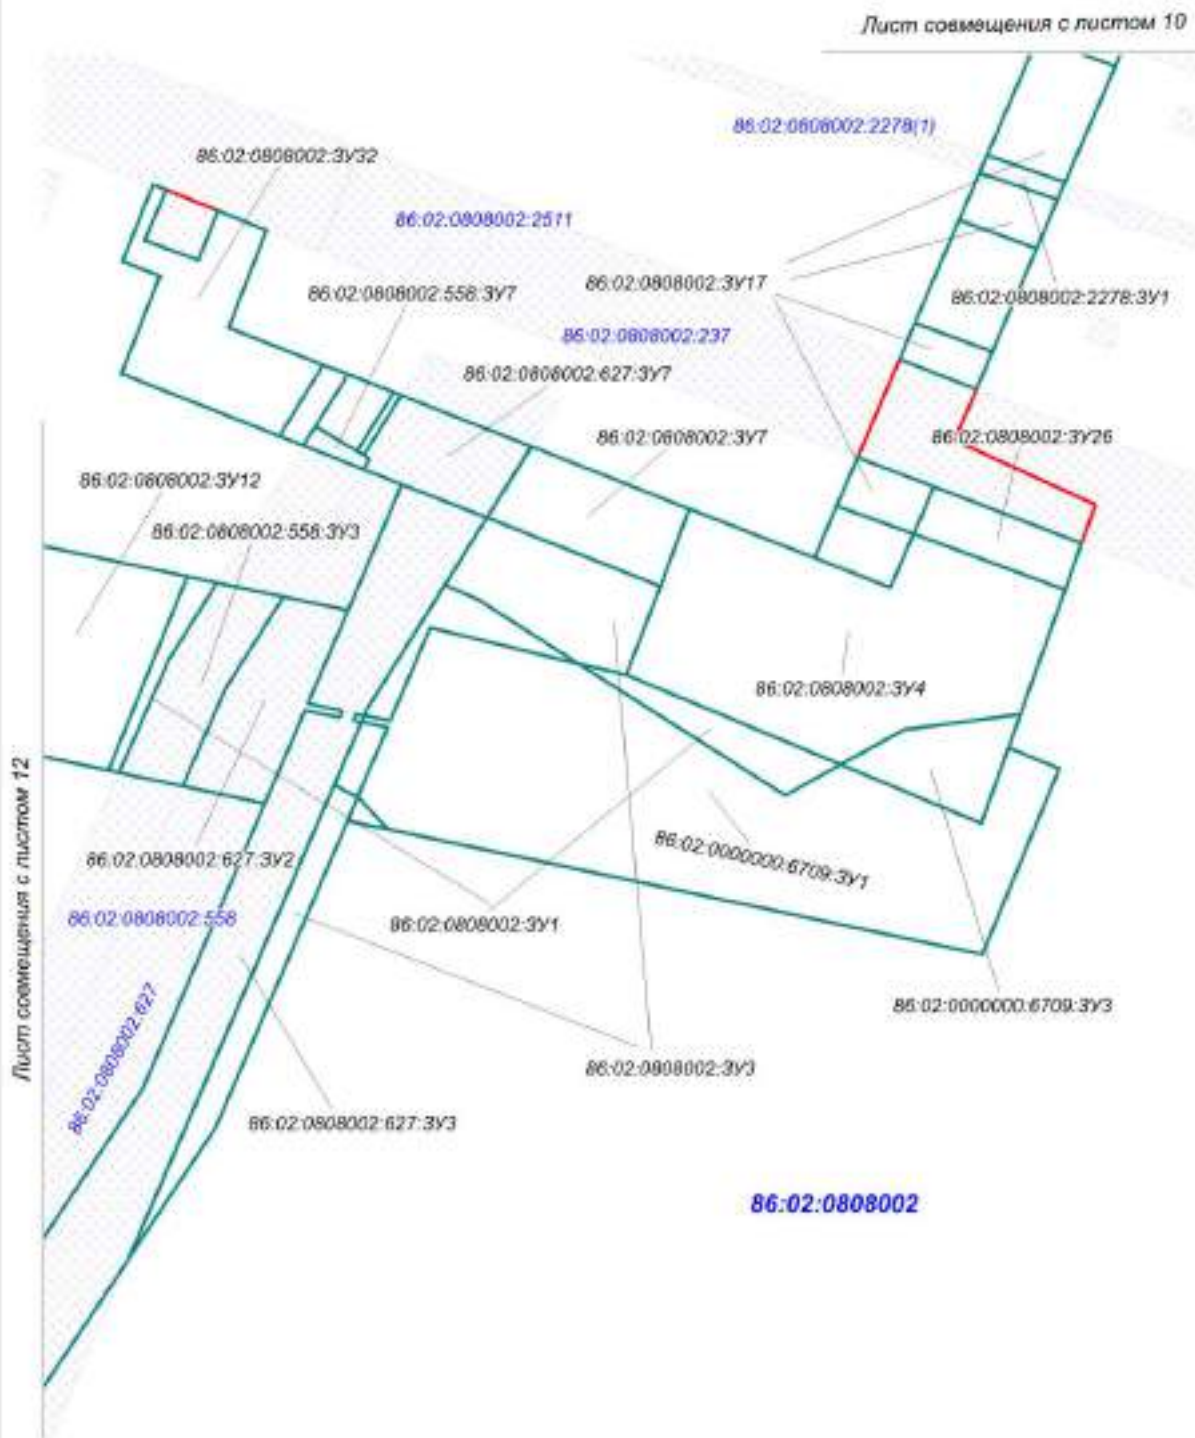 Лист совмещения с листом 10
86:02:0808002:2278(1)
86:02:0808002:ЗУ32
86:02:0808002:2511
86:02:0808002:ЗУ17
86:02:0808002:558:ЗУ7
86:02:0808002:2278:ЗУ1
86:02:0808002:237
86:02:0808002:627:ЗУ7
86:02:0808002:ЗУ7
86:02:0808002:ЗУ26
86:02:0808002:ЗУ12
86:02:0808002:558:ЗУ3
86:02:0808002:ЗУ4
Лист совмещения с листом 12
86:02:0808002:627:ЗУ2
86:02:0000000:6709:ЗУ1
86:02:0808002:558
86:02:0808002:ЗУ1
86:02:0000000:6709:ЗУ3
86:02:0808002:627
86:02:0808002:ЗУ3
86:02:0808002:627:ЗУ3
86:02:0808002